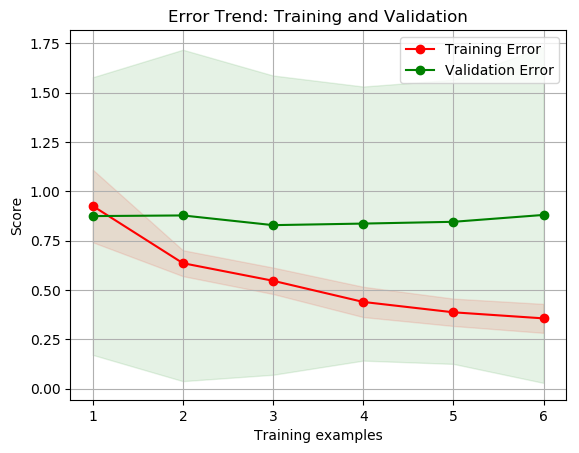 Error Trend: Training and Validation
Training Error
Validation Error
1.75
1.50
1.25
1.00
0.75
0.50
0.25
0.00
Score
1 2 3 4 5 6
Training examples